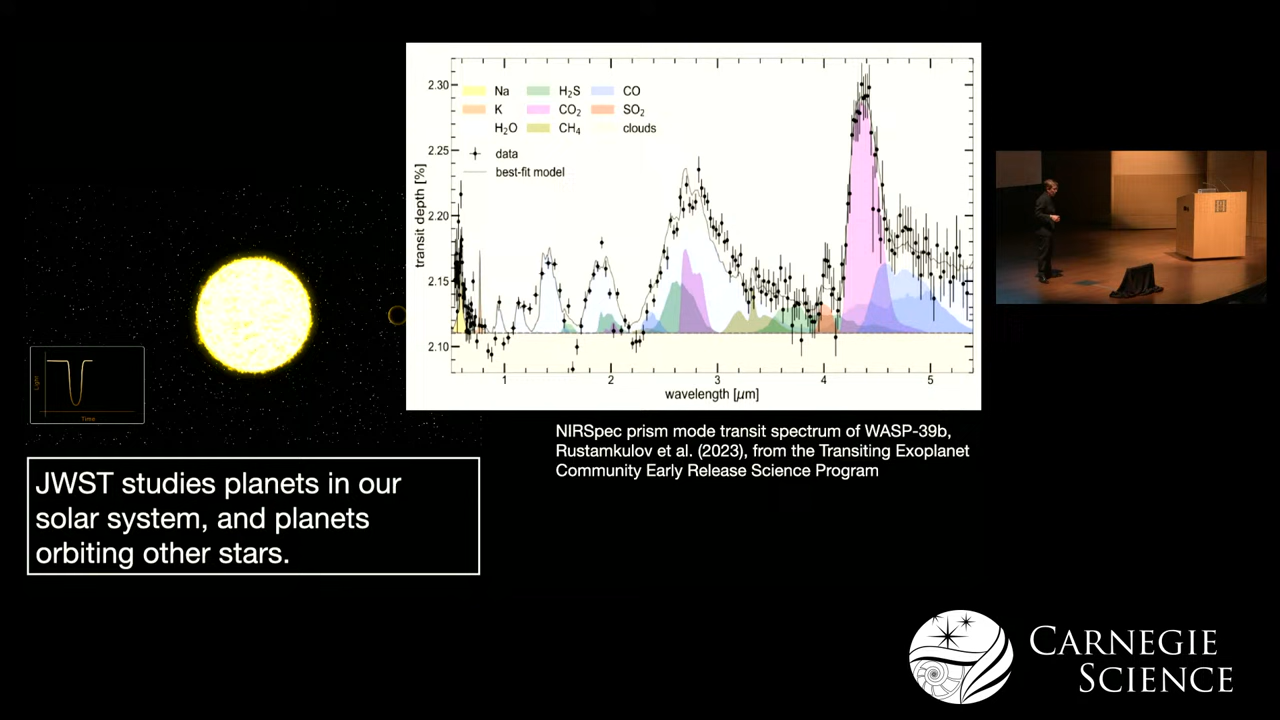 2.30
2.25
2.20
2.15
2.10
transit depth [%]
Na
K
H₂O
H₂S
CO₂
CH₄
CO
SO₂
clouds
data
best-fit model
1
2
3
4
5
wavelength [μm]
Light
Time
NIRSpec prism mode transit spectrum of WASP-39b,
Rustamkulov et al. (2023), from the Transiting Exoplanet
Community Early Release Science Program
JWST studies planets in our
solar system, and planets
orbiting other stars.
CARNEGIE
SCIENCE